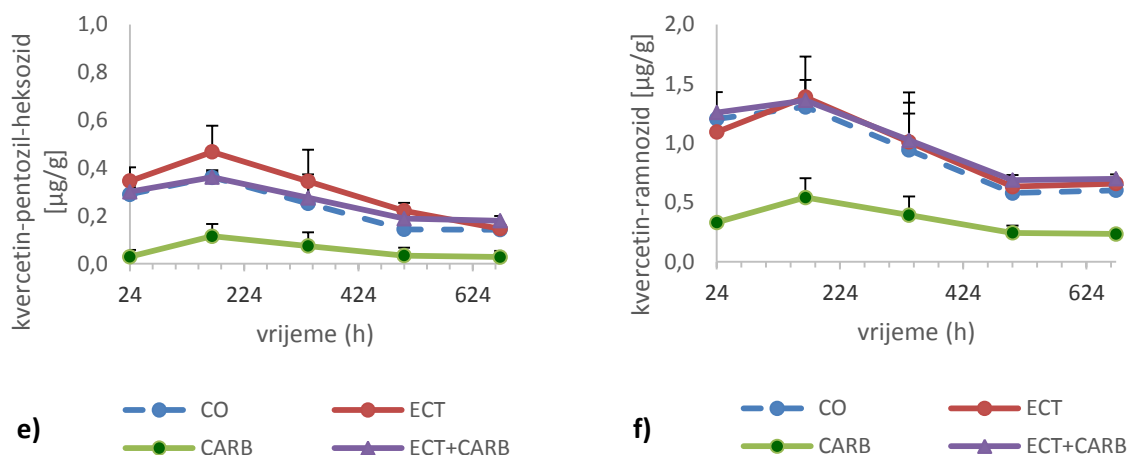 kvercetin-pentozil-heksozid
[µg/g]
1,0
0,8
0,6
0,4
0,2
0,0
24
224
424
624
vrijeme (h)
CO
ECT
CARB
ECT+CARB
e)
kvercetin-ramnozid [µg/g]
2,0
1,5
1,0
0,5
0,0
24
224
424
624
vrijeme (h)
CO
ECT
CARB
ECT+CARB
f)